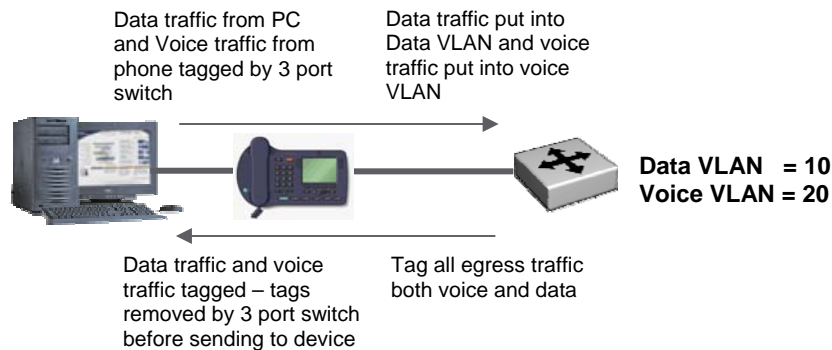 Data traffic from PC
and Voice traffic from
phone tagged by 3 port
switch
Data traffic put into
Data VLAN and voice
traffic put into voice
VLAN
Data VLAN = 10
Voice VLAN = 20
Data traffic and voice
traffic tagged – tags
removed by 3 port switch
before sending to device
Tag all egress traffic
both voice and data